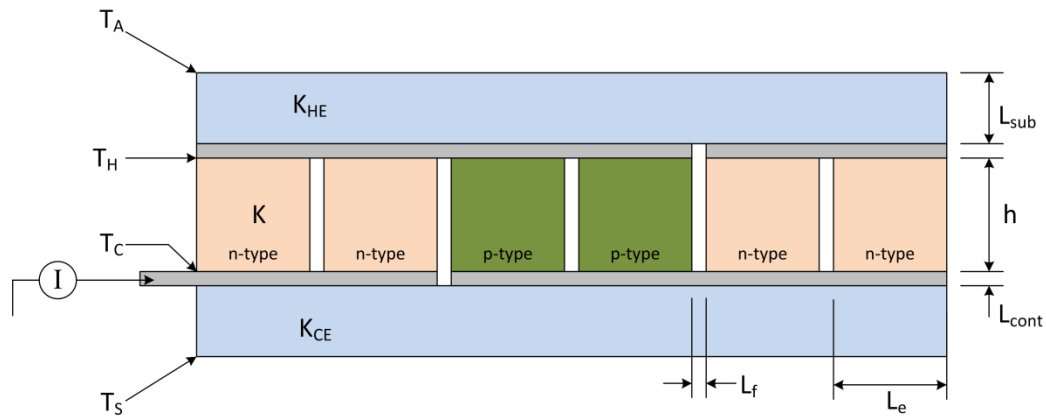 T_A
K_HE
L_sub
T_H
K
h
T_C
n-type n-type p-type p-type n-type n-type
I
L_cont
K_CE
L_f
L_e
T_S